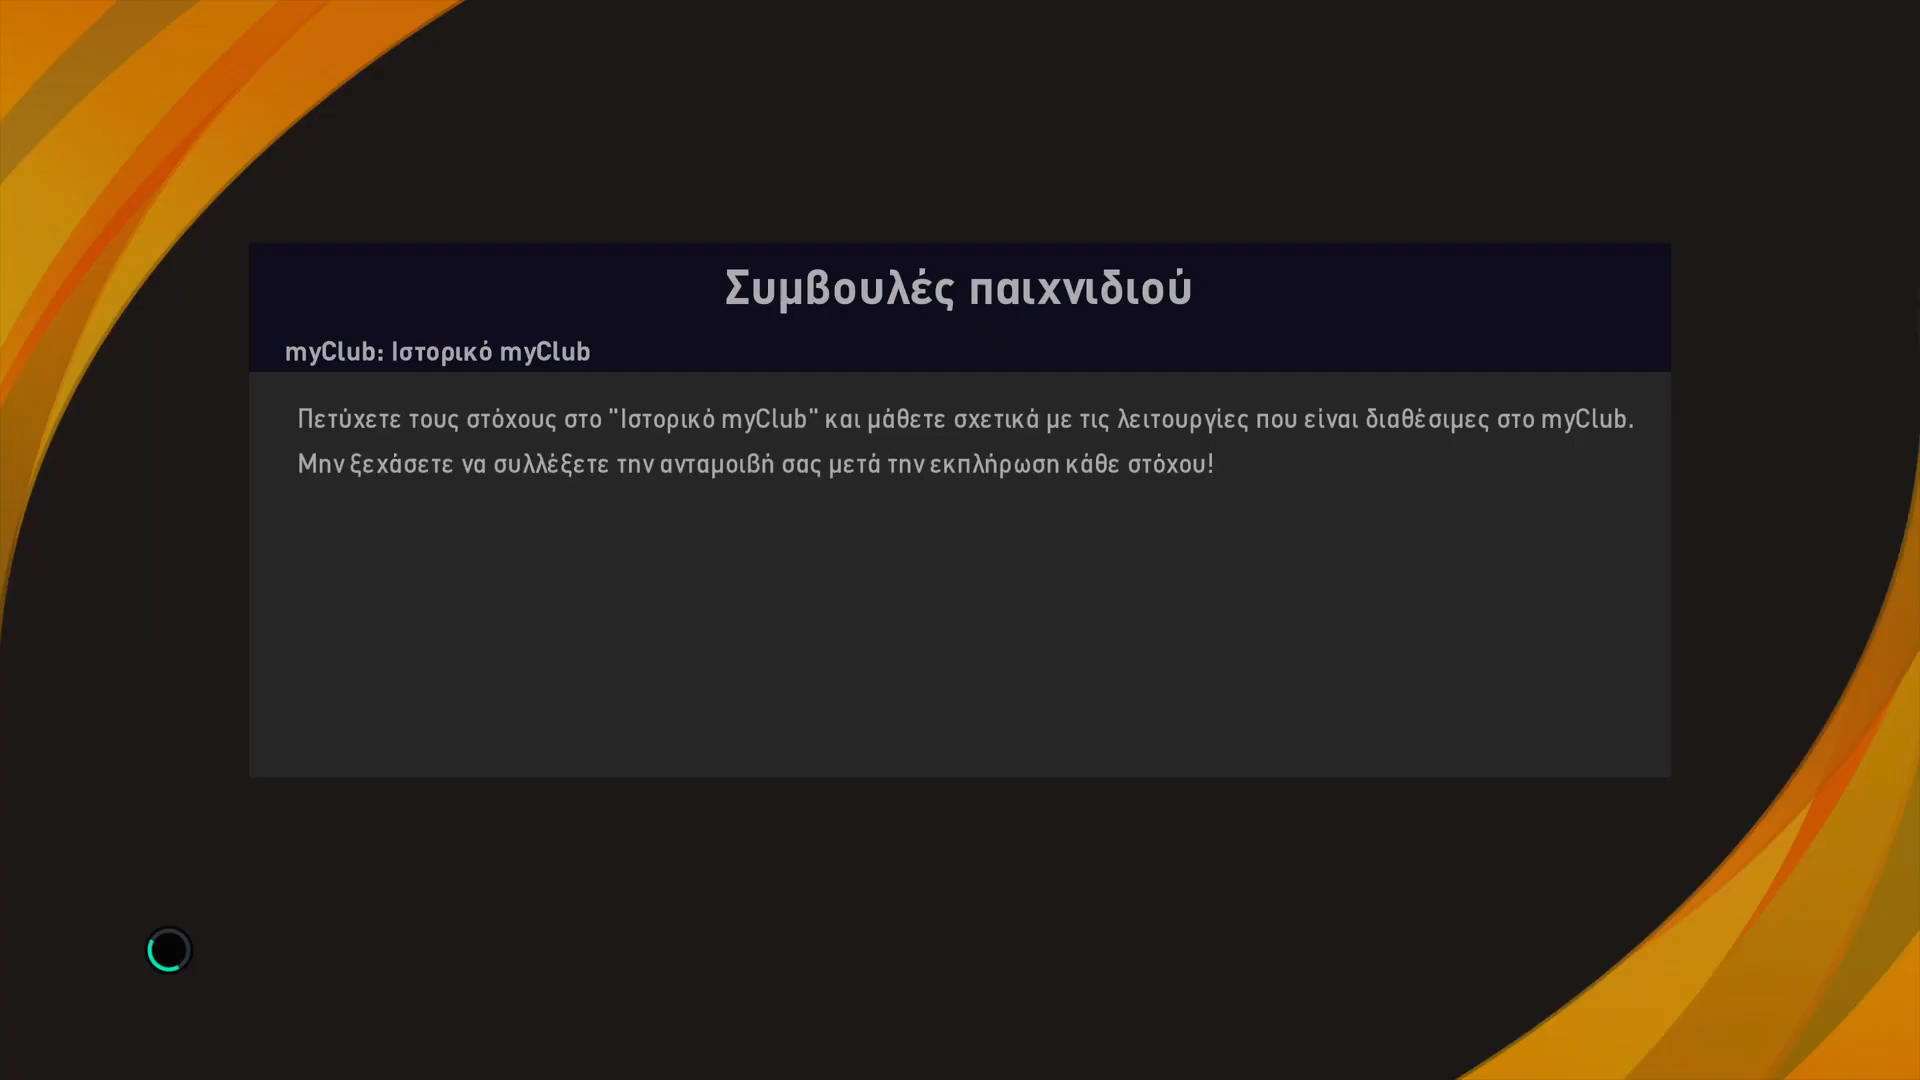 Συμβουλές παιχνιδιού
myClub: Ιστορικό myClub
Πετύχετε τους στόχους στο "Ιστορικό myClub" και μάθετε σχετικά με τις λειτουργίες που είναι διαθέσιμες στο myClub.
Μην ξεχάσετε να συλλέξετε την ανταμοιβή σας μετά την εκπλήρωση κάθε στόχου!